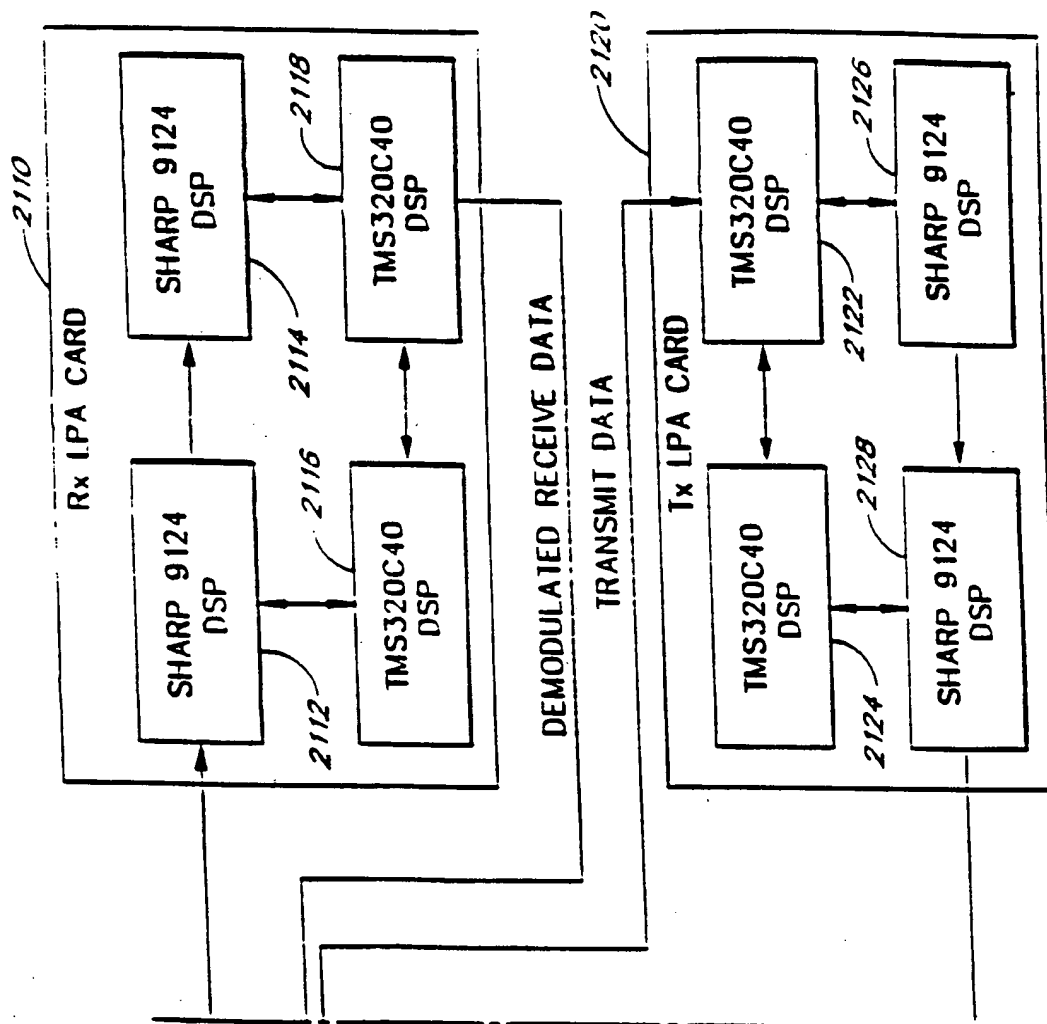 2110
Rx LPA CARD
SHARP 9124
DSP
SHARP 9124
DSP
2112
2116
2114
2118
TMS320C40
DSP
TMS320C40
DSP
DEMODULATED RECEIVE DATA
TRANSMIT DATA
2120
Tx LPA CARD
TMS320C40
DSP
TMS320C40
DSP
2124
2128
2122
2126
SHARP 9124
DSP
SHARP 9124
DSP